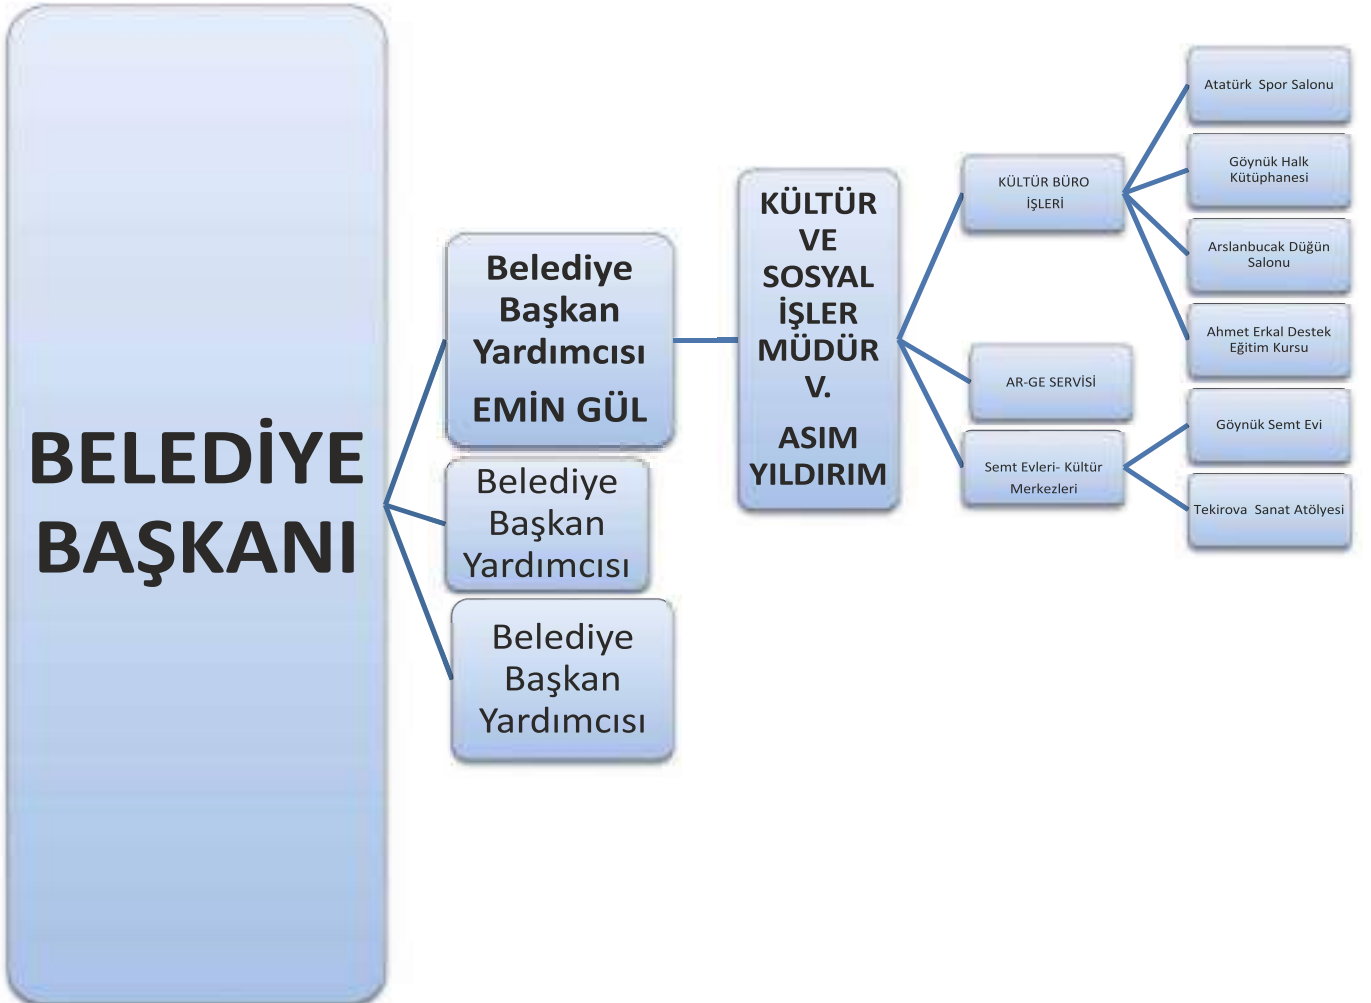 BELEDİYE
BAŞKANI
Belediye
Başkan
Yardımcısı
EMİN GÜL
Belediye
Başkan
Yardımcısı
Belediye
Başkan
Yardımcısı
KÜLTÜR
VE
SOSYAL
İŞLER
MÜDÜR
V.
ASIM
YILDIRIM
KÜLTÜR BÜRO
İŞLERİ
AR-GE SERVİSİ
Semt Evleri- Kültür
Merkezleri
Atatürk  Spor Salonu
Göynük Halk
Kütüphanesi
Arslanbucak Düğün
Salonu
Ahmet Erkal Destek
Eğitim Kursu
Göynük Semt Evi
Tekirova  Sanat Atölyesi